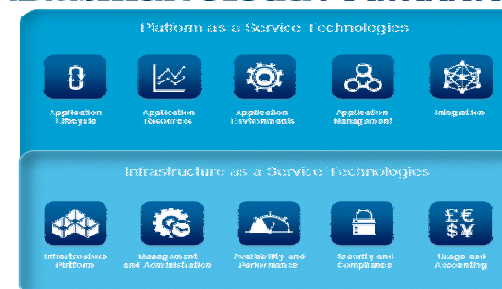 Platform as a Service Technologies
Application
Lifecycle
Application
Resources
Application
Environments
Application
Management
Integration
Infrastructure as a Service Technologies
Infrastructure
Platform
Management
and Administration
Availability and
Performance
Security and
Compliance
Usage and
Accounting
£€
$¥